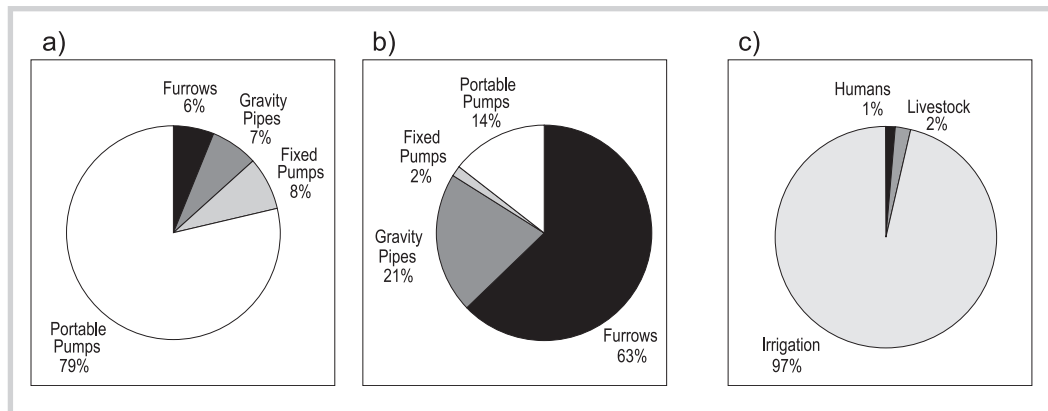 a)
Furrows
6%
Gravity
Pipes
7%
Fixed
Pumps
8%
Portable
Pumps
79%
b)
Portable
Pumps
14%
Fixed
Pumps
2%
Gravity
Pipes
21%
Furrows
63%
c)
Humans
1%
Livestock
2%
Irrigation
97%